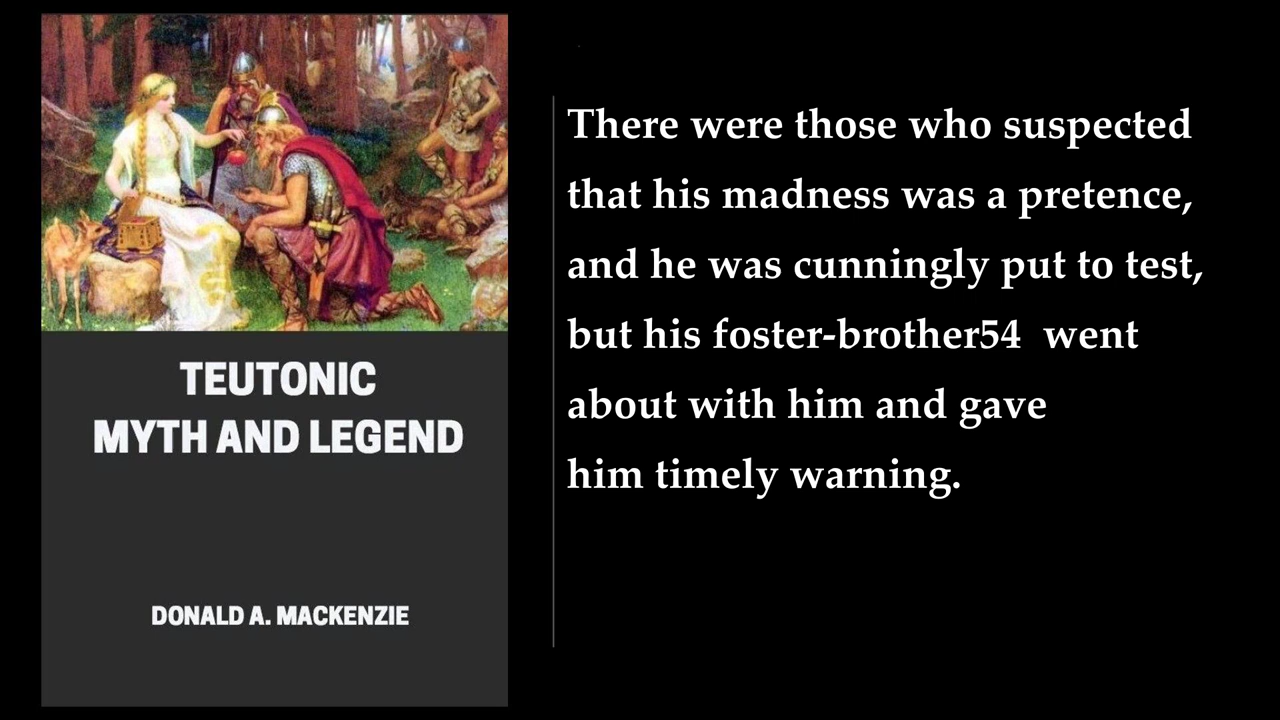 TEUTONIC
MYTH AND LEGEND
DONALD A. MACKENZIE
There were those who suspected
that his madness was a pretence,
and he was cunningly put to test,
but his foster-brother54  went
about with him and gave
him timely warning.